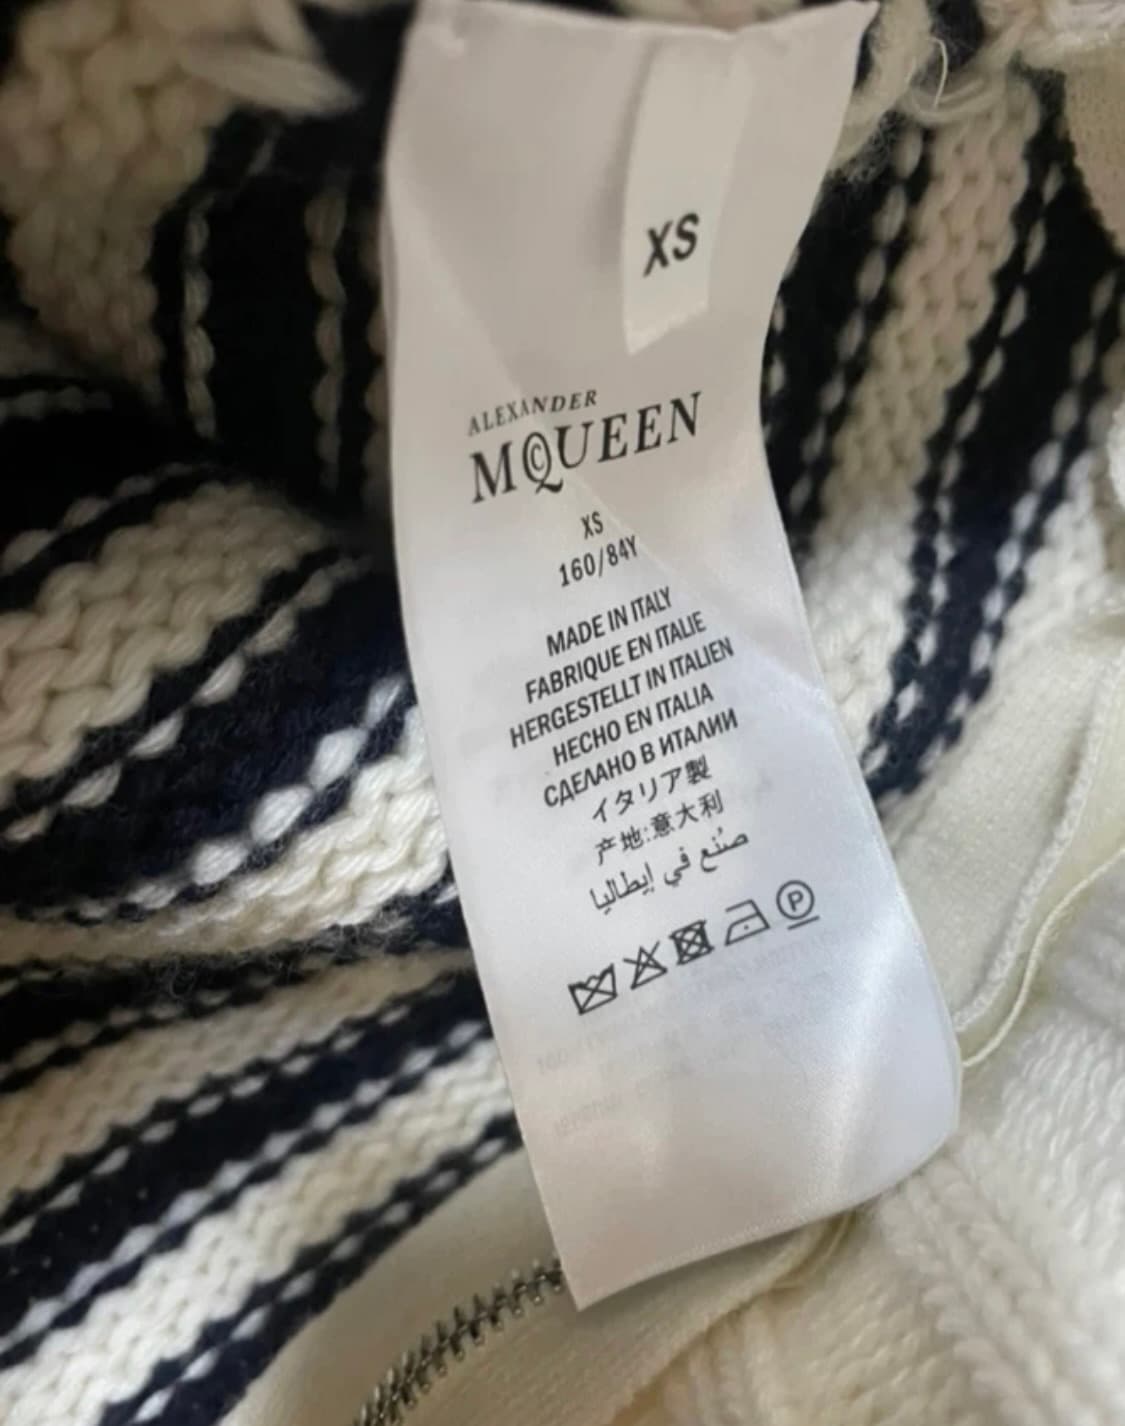 XS
ALEXANDER
McQUEEN
XS
160/84Y
MADE IN ITALY
FABRIQUE EN ITALIE
HERGESTELLT IN ITALIEN
HECHO EN ITALIA
СДЕЛАНО В ИТАЛИИ
イタリア製
产地:意大利
صُنع في إيطاليا
P